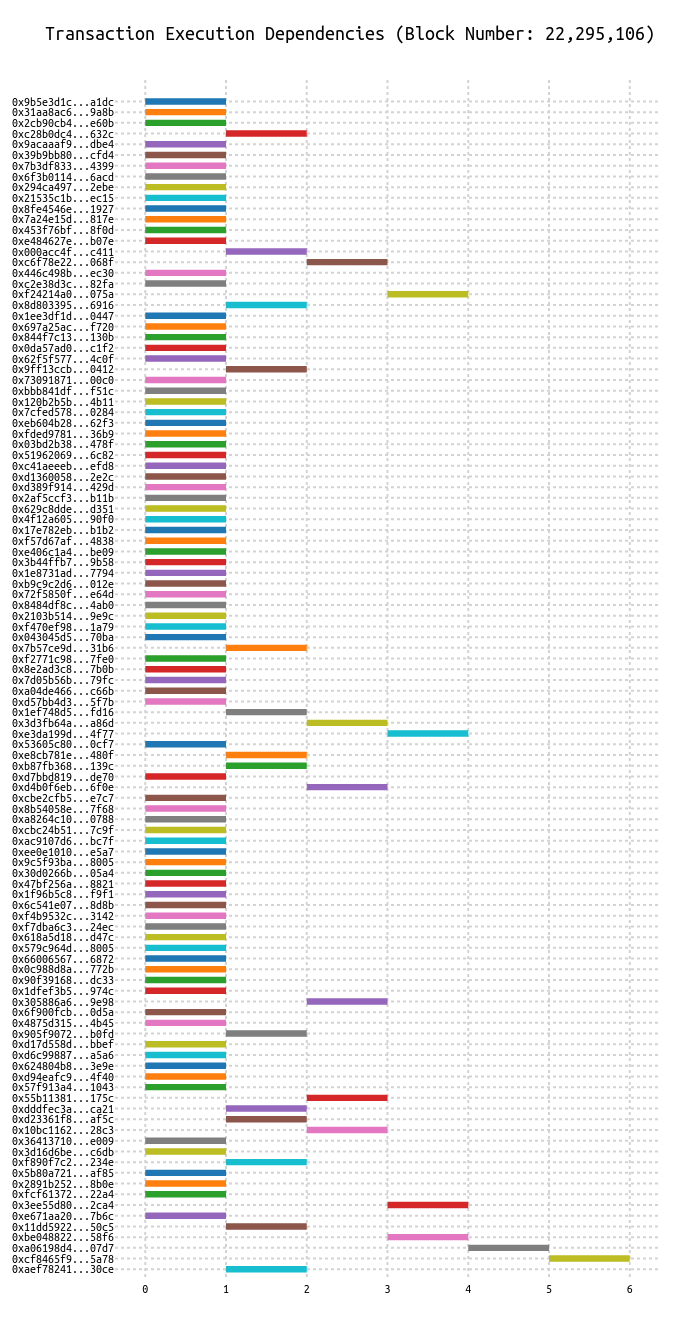 Transaction Execution Dependencies (Block Number: 22,295,106)
0x9b5e3d1c...a1dc
0x31aa8ac6...9a8b
0x2cb90cb4...e60b
0xc28b0dc4...632c
0x9acaaaf9...dbe4
0x39b9bb80...cfd4
0x7b3df833...4399
0x6f3b0114...6acd
0x294ca497...2ebe
0x21535c1b...ec15
0x8fe4546e...1927
0x7a24e15d...817e
0x453f76bf...8f0d
0xe484627e...b07e
0x000acc4f...c411
0xc6f78e22...068f
0x446c498b...ec30
0xc2e38d3c...82fa
0xf24214a0...075a
0x8d803395...6916
0x1ee3df1d...0447
0x697a25ac...f720
0x844f7c13...130b
0x0da57ad0...c1f2
0x62f5f577...4c0f
0x9ff13ccb...0412
0x73091871...00c0
0xbbb841df...f51c
0x120b2b5b...4b11
0x7cfed578...0284
0xeb604b28...62f3
0xfded9781...36b9
0x03bd2b38...478f
0x51962069...6c82
0xc41aeeeb...efd8
0xd1360058...2e2c
0xd389f914...429d
0x2af5ccf3...b11b
0x629c8dde...d351
0x4f12a605...90f0
0x17e782eb...b1b2
0xf57d67af...4838
0xe406c1a4...be09
0x3b44ffb7...9b58
0x1e8731ad...7794
0xb9c9c2d6...012e
0x72f5850f...e64d
0x8484df8c...4ab0
0x2103b514...9e9c
0xf470ef98...1a79
0x043045d5...70ba
0x7b57ce9d...31b6
0xf2771c98...7fe0
0x8e2ad3c8...7b0b
0x7d05b56b...79fc
0xa04de466...c66b
0xd57bb4d3...5f7b
0x1ef748d5...fd16
0x3d3fb64a...a86d
0xe3da199d...4f77
0x53605c80...0cf7
0xe8cb781e...480f
0xb87fb368...139c
0xd7bbd819...de70
0xd4b0f6eb...6f0e
0xcbe2cfb5...e7c7
0x8b54058e...7f68
0xa8264c10...0788
0xcbc24b51...7c9f
0xac9107d6...bc7f
0xee0e1010...e5a7
0x9c5f93ba...8005
0x30d0266b...05a4
0x47bf256a...8821
0x1f96b5c8...f9f1
0x6c541e07...8d8b
0xf4b9532c...3142
0xf7dba6c3...24ec
0x618a5d18...d47c
0x579c964d...8005
0x66006567...6872
0x0c988d8a...772b
0x90f39168...dc33
0x1dfef3b5...974c
0x305886a6...9e98
0x6f900fcb...0d5a
0x4875d315...4b45
0x905f9072...b0fd
0xd17d558d...bbef
0xd6c99887...a5a6
0x624804b8...3e9e
0xd94eafc9...4f40
0x57f913a4...1043
0x55b11381...175c
0xdddfec3a...ca21
0xd23361f8...af5c
0x10bc1162...28c3
0x36413710...e009
0x3d16d6be...c6db
0xf890f7c2...234e
0x5b80a721...af85
0x2891b252...8b0e
0xfcf61372...22a4
0x3ee55d80...2ca4
0xe671aa20...7b6c
0x11dd5922...50c5
0xbe048822...58f6
0xa06198d4...07d7
0xcf8465f9...5a78
0xaef78241...30ce
0 1 2 3 4 5 6